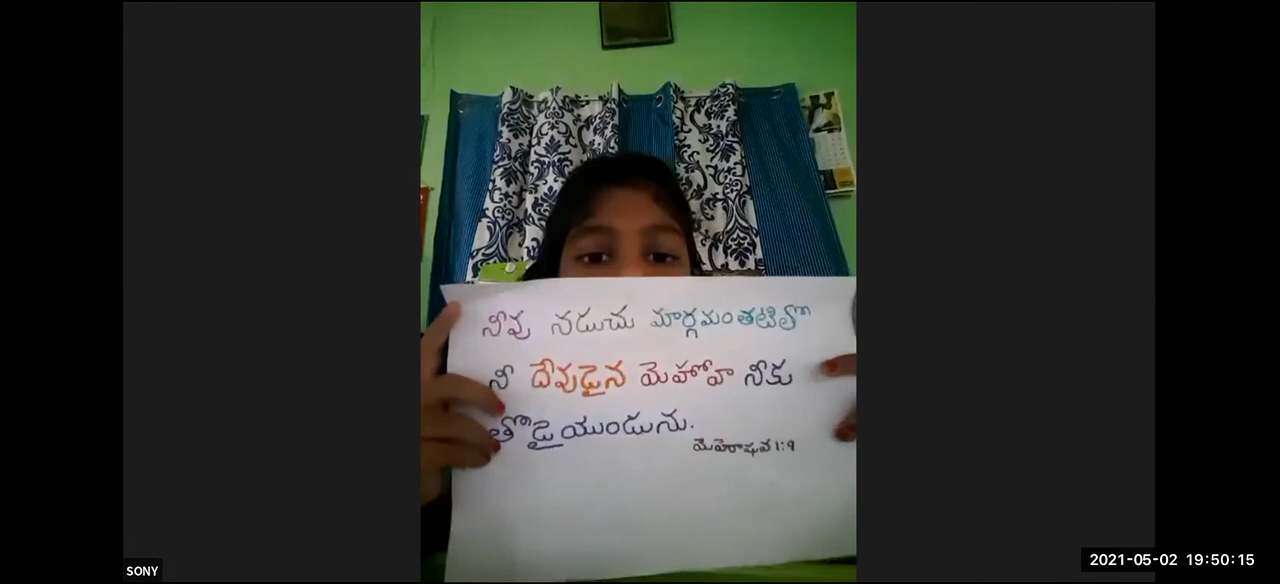 నీవు నడుచు మార్గమంతటిలో
నీ దేవుడైన యెహోవా నీకు
తోడైయుండును.
యెహోషువ 1:9
SONY
2021-05-02 19:50:15